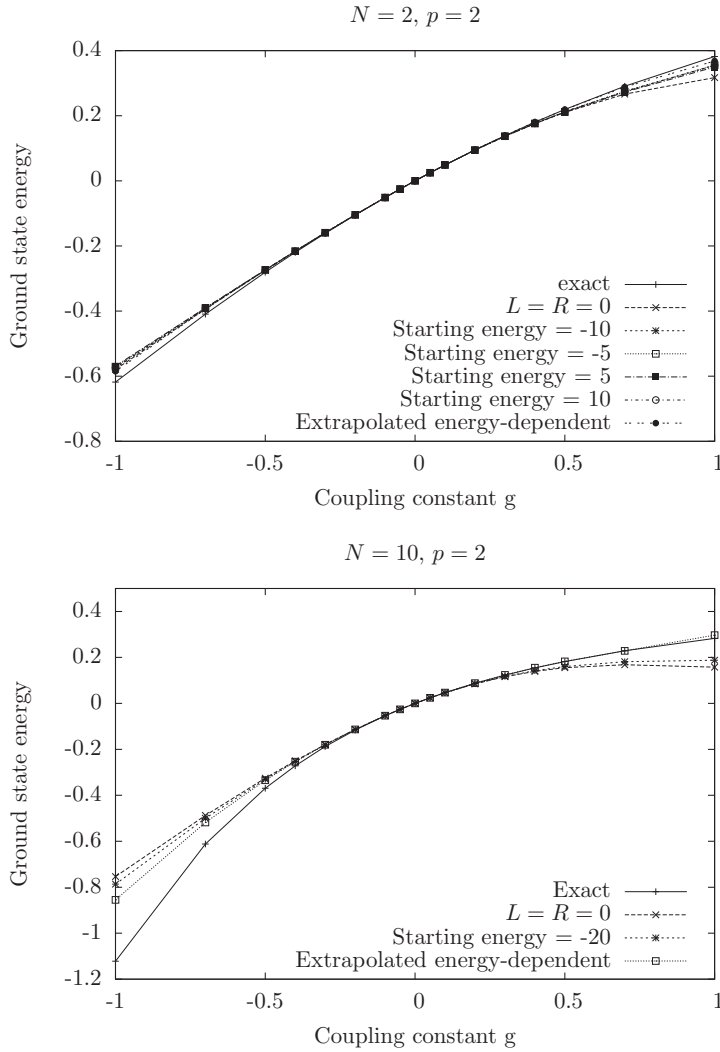 N = 2, p = 2
0.4
0.2
0
-0.2
-0.4
-0.6
-0.8
Ground state energy
exact
L = R = 0
Starting energy = -10
Starting energy = -5
Starting energy = 5
Starting energy = 10
Extrapolated energy-dependent
-1 -0.5 0 0.5 1
Coupling constant g
N = 10, p = 2
0.4
0.2
0
-0.2
-0.4
-0.6
-0.8
-1
-1.2
Ground state energy
Exact
L = R = 0
Starting energy = -20
Extrapolated energy-dependent
-1 -0.5 0 0.5 1
Coupling constant g